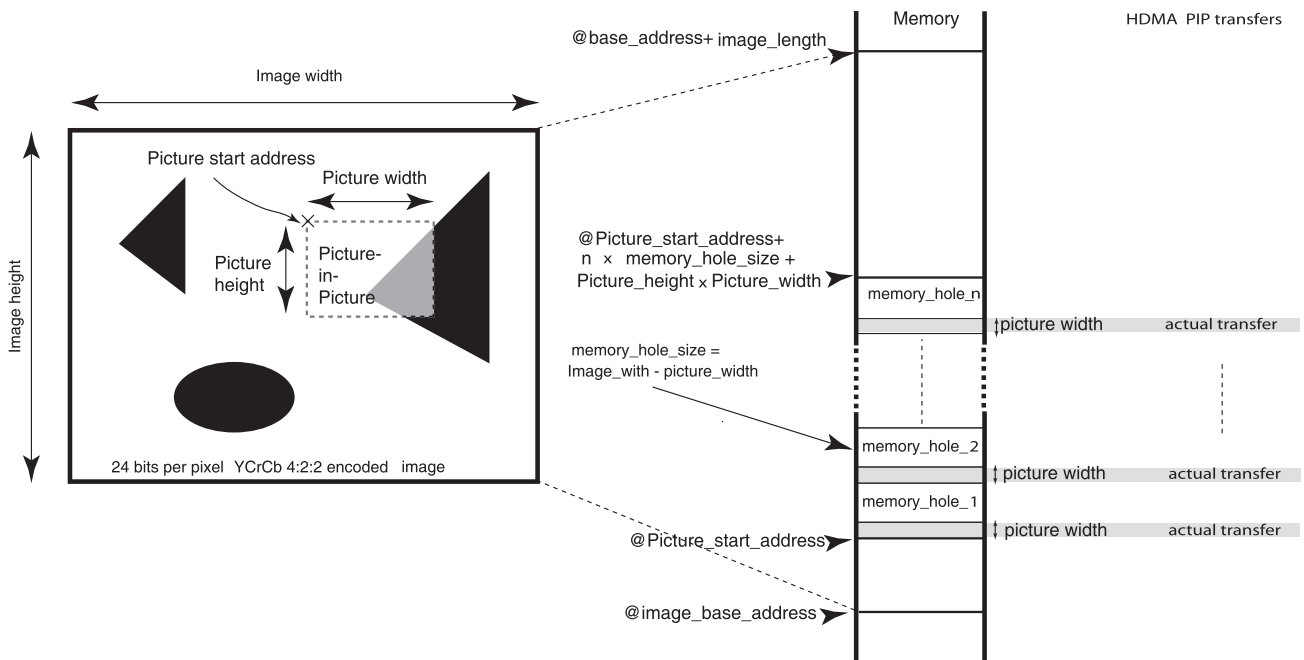 Memory
HDMA PIP transfers
@base_address+ image_length
Image width
Picture start address
Picture width
Image height
Picture
height
Picture-
in-
Picture
@Picture_start_address+
n x memory_hole_size +
Picture_height x Picture_width
memory_hole_n
picture width
actual transfer
memory_hole_size =
Image_with - picture_width
memory_hole_2
picture width
actual transfer
memory_hole_1
picture width
actual transfer
24 bits per pixel YCrCb 4:2:2 encoded image
@Picture_start_address
@image_base_address